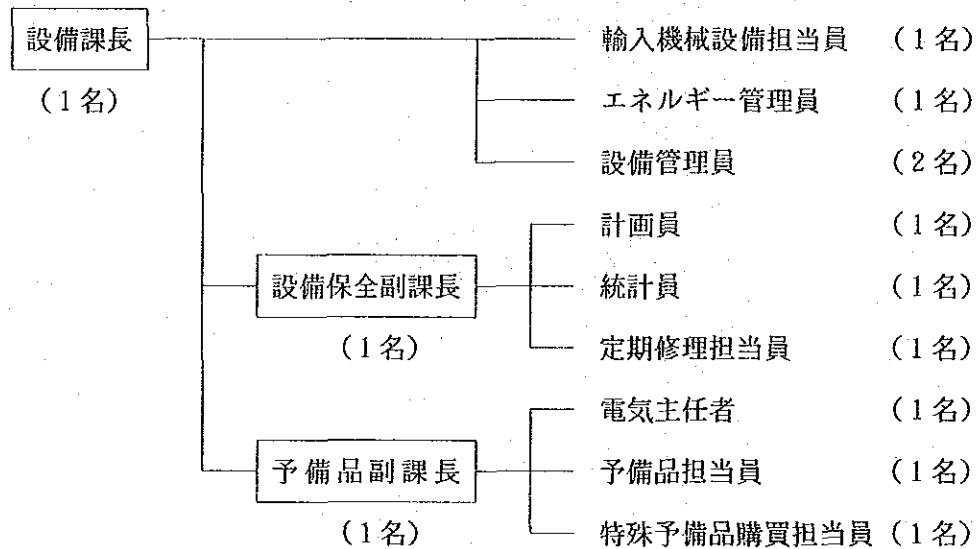 設備課長
(1名)
輸入機械設備担当員 (1名)
エネルギー管理員 (1名)
設備管理員 (2名)
設備保全副課長
(1名)
計画員 (1名)
統計員 (1名)
定期修理担当員 (1名)
予備品副課長
(1名)
電気主任者 (1名)
予備品担当員 (1名)
特殊予備品購買担当員 (1名)